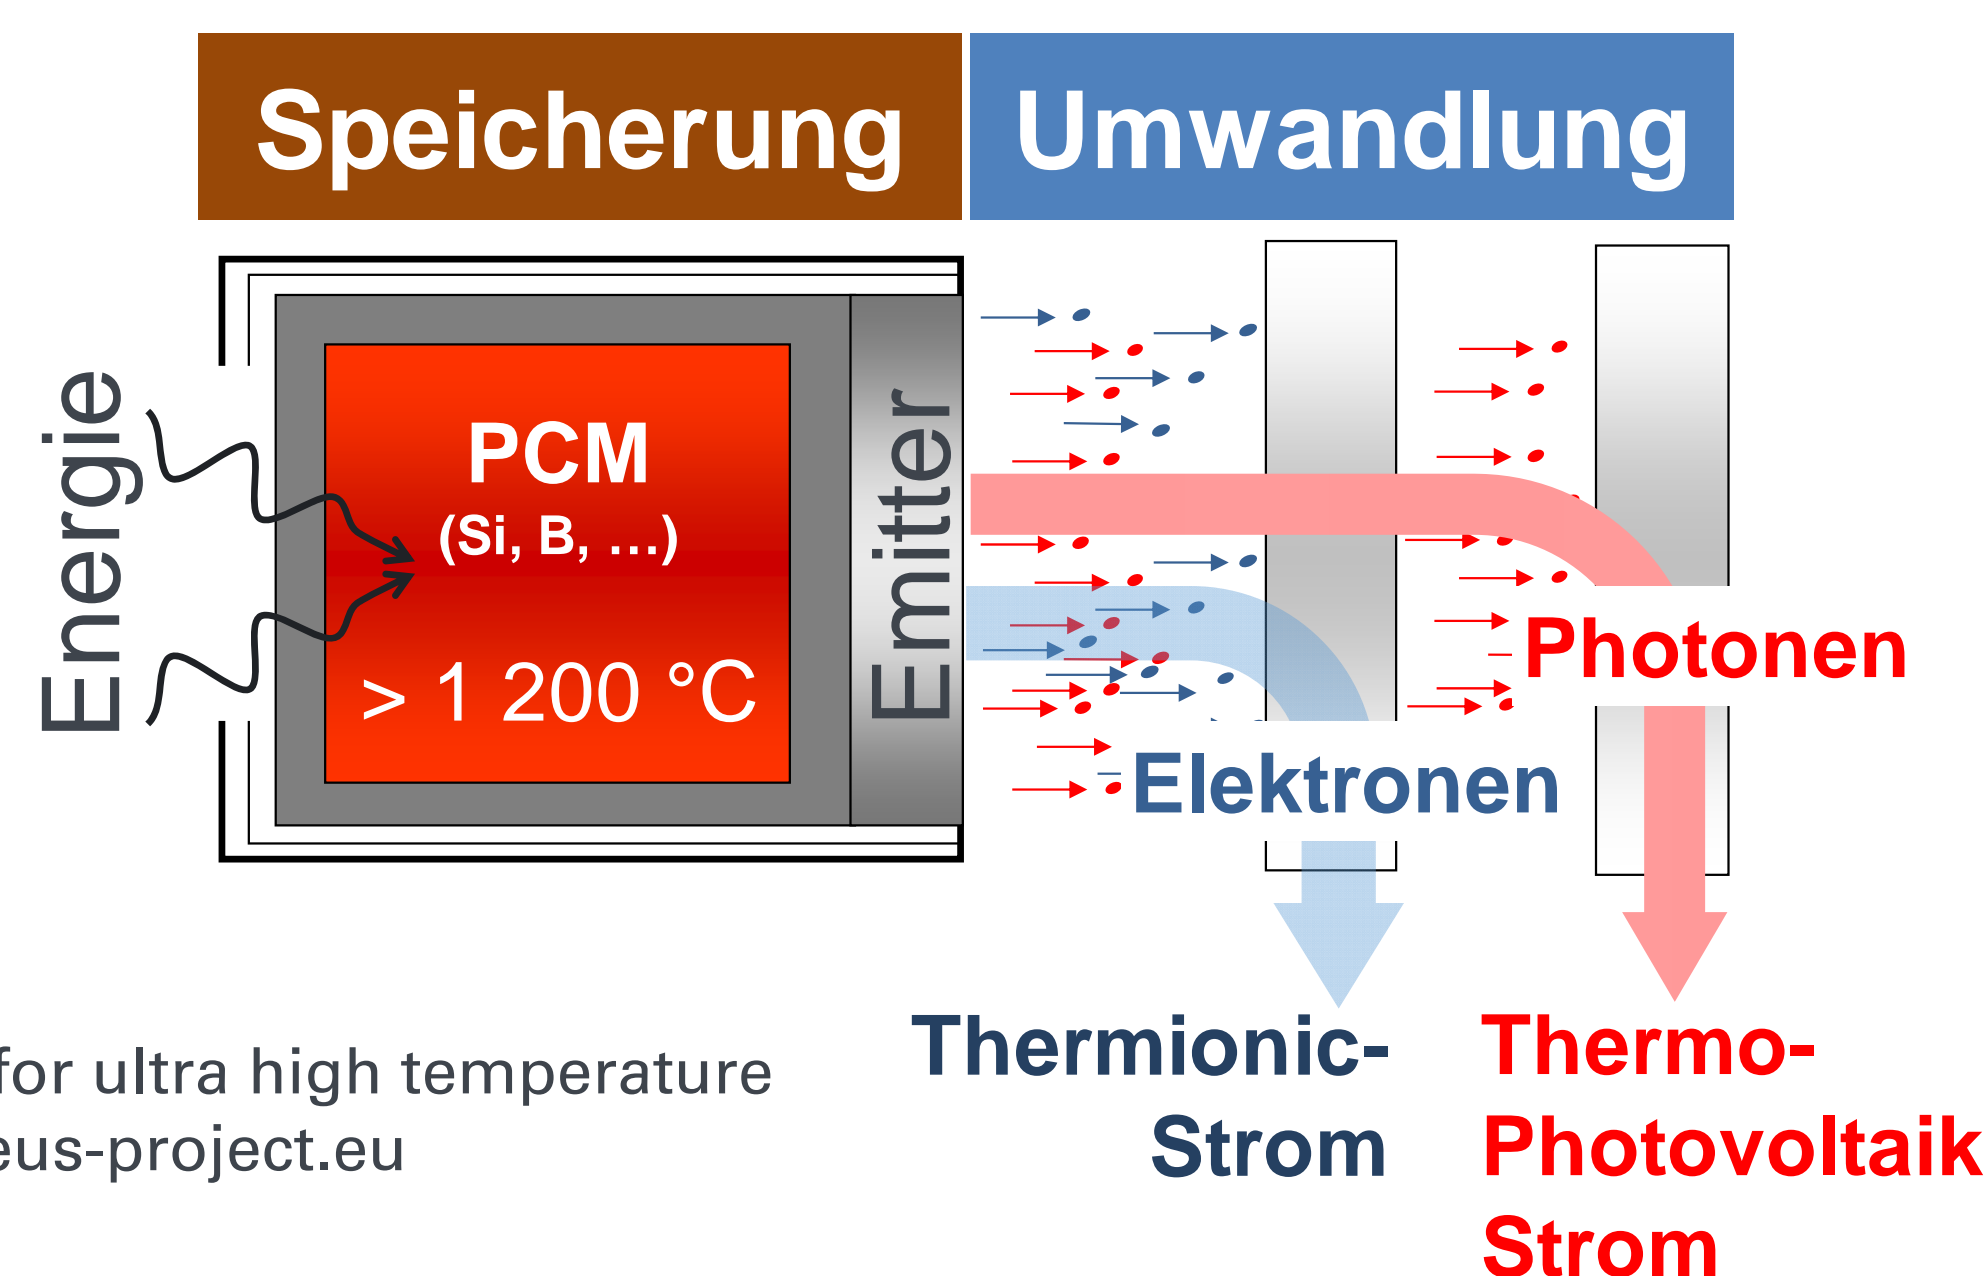 Speicherung
Umwandlung
Energie
PCM
(Si, B, …)
> 1 200 °C
Emitter
Photonen
Elektronen
Thermionic-
Strom
Thermo-
Photovoltaik
Strom
for ultra high temperature
eus-project.eu